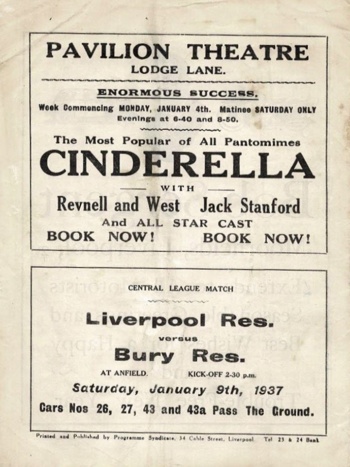 PAVILION THEATRE
LODGE LANE.
ENORMOUS SUCCESS.
Week Commencing MONDAY, JANUARY 4th. Matinee SATURDAY ONLY
Evenings at 6-40 and 8-50.
The Most Popular of All Pantomimes
CINDERELLA
WITH
Revnell and West Jack Stanford
And ALL STAR CAST
BOOK NOW! BOOK NOW!
CENTRAL LEAGUE MATCH
Liverpool Res.
versus
Bury Res.
AT ANFIELD. KICK-OFF 2-30 p.m.
Saturday, January 9th, 1937
Cars Nos 26, 27, 43 and 43a Pass The Ground.
Printed and Published by Programme Syndicate, 34 Cable Street, Liverpool. Tel 23 & 24 Bank